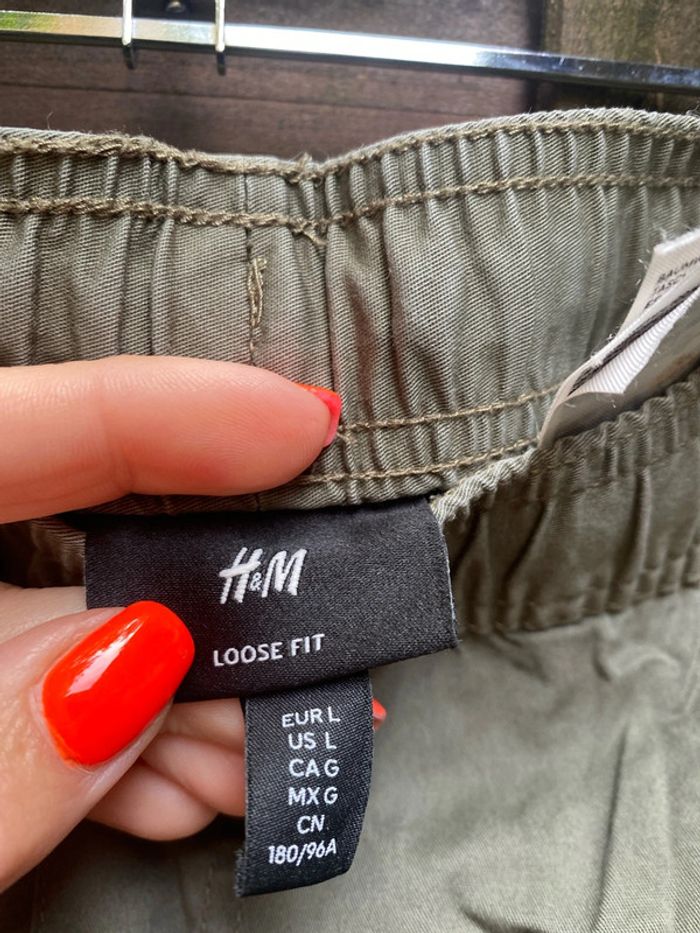 H&M
LOOSE FIT
EUR L
US L
CA G
MX G
CN
180/96A